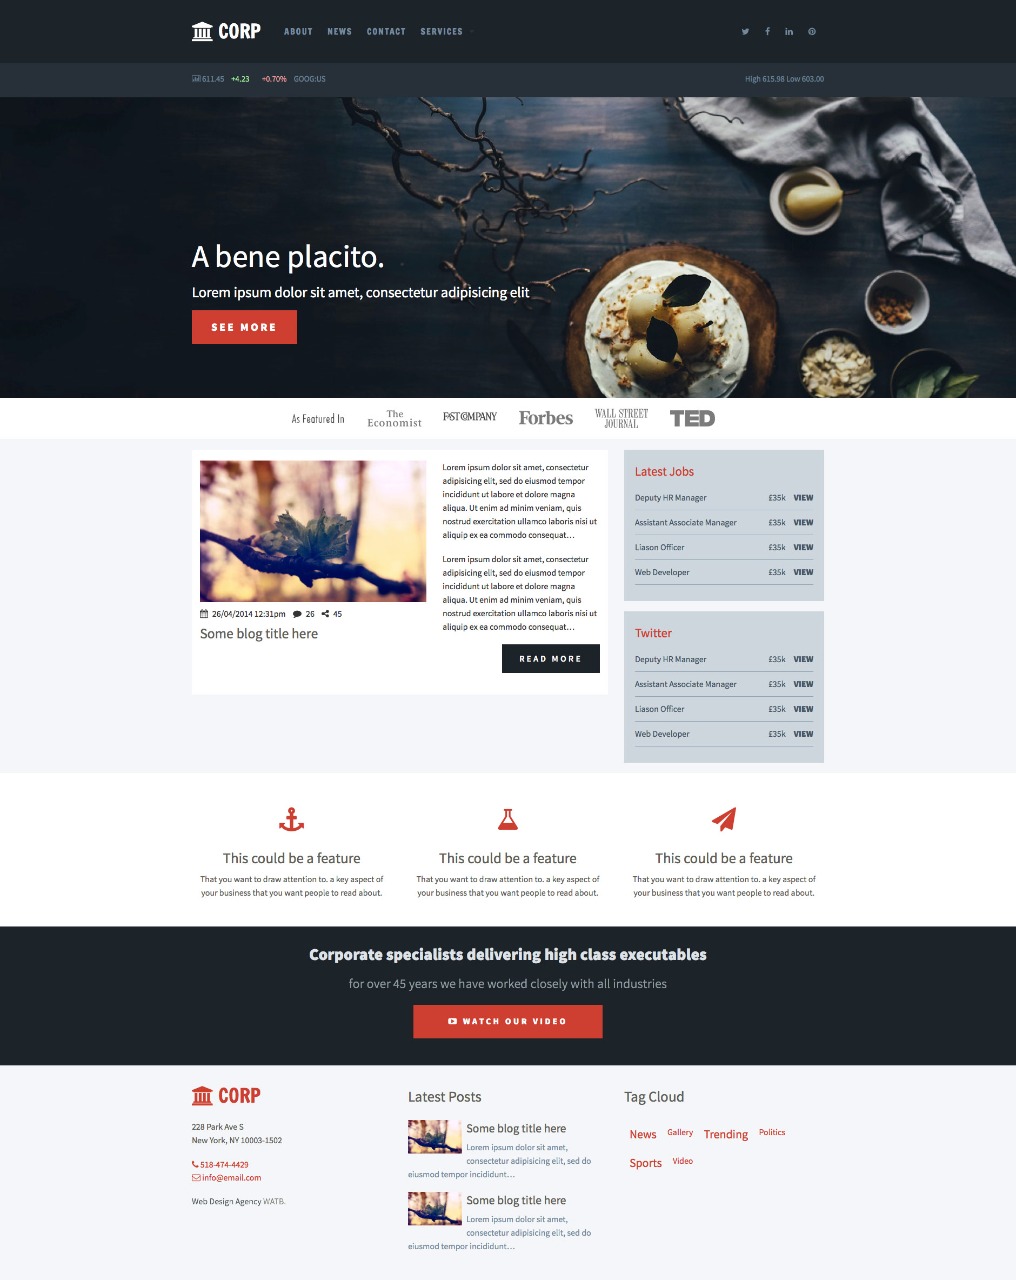 CORP
ABOUT NEWS CONTACT SERVICES
611.45 +4.23 +0.70% GOOG:US
High 615.98 Low 603.00
A bene placito.
Lorem ipsum dolor sit amet, consectetur adipisicing elit
SEE MORE
As Featured In
The
Economist
FAST COMPANY
Forbes
WALL STREET
JOURNAL
TED
26/04/2014 12:31pm 26 45
Some blog title here
Lorem ipsum dolor sit amet, consectetur
adipisicing elit, sed do eiusmod tempor
incididunt ut labore et dolore magna
aliqua. Ut enim ad minim veniam, quis
nostrud exercitation ullamco laboris nisi ut
aliquip ex ea commodo consequat...
Lorem ipsum dolor sit amet, consectetur
adipisicing elit, sed do eiusmod tempor
incididunt ut labore et dolore magna
aliqua. Ut enim ad minim veniam, quis
nostrud exercitation ullamco laboris nisi ut
aliquip ex ea commodo consequat...
READ MORE
Latest Jobs
Deputy HR Manager £35k VIEW
Assistant Associate Manager £35k VIEW
Liason Officer £35k VIEW
Web Developer £35k VIEW
Twitter
Deputy HR Manager £35k VIEW
Assistant Associate Manager £35k VIEW
Liason Officer £35k VIEW
Web Developer £35k VIEW
This could be a feature
That you want to draw attention to. a key aspect of
your business that you want people to read about.
This could be a feature
That you want to draw attention to. a key aspect of
your business that you want people to read about.
This could be a feature
That you want to draw attention to. a key aspect of
your business that you want people to read about.
Corporate specialists delivering high class executables
for over 45 years we have worked closely with all industries
WATCH OUR VIDEO
CORP
228 Park Ave S
New York, NY 10003-1502
518-474-4429
info@email.com
Web Design Agency WATB.
Latest Posts
Some blog title here
Lorem ipsum dolor sit amet,
consectetur adipisicing elit, sed do
eiusmod tempor incididunt...
Some blog title here
Lorem ipsum dolor sit amet,
consectetur adipisicing elit, sed do
eiusmod tempor incididunt...
Tag Cloud
News Gallery Trending Politics
Sports Video